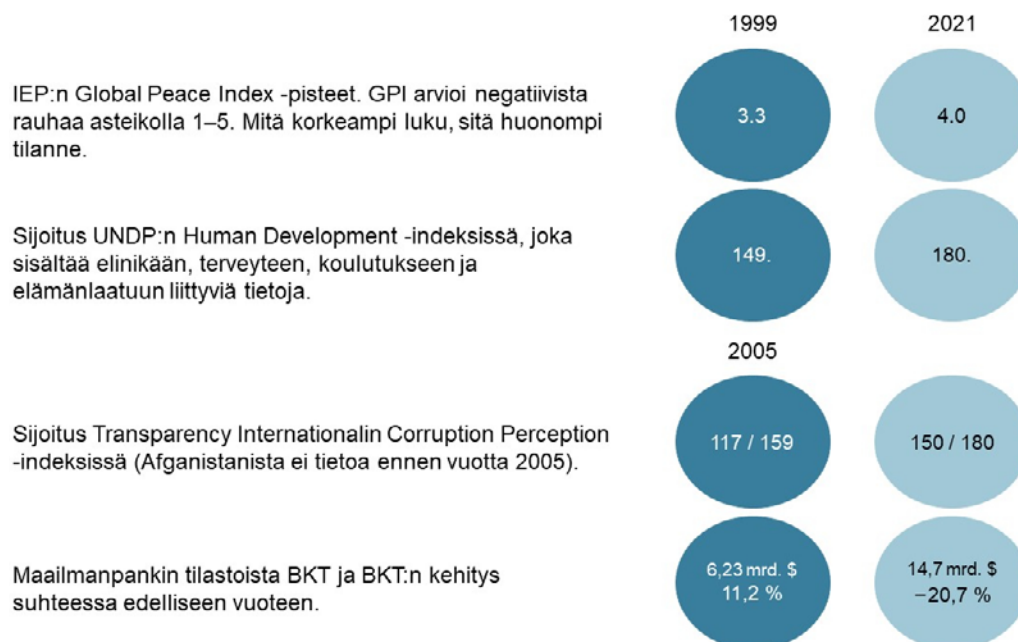 1999 2021
IEP:n Global Peace Index -pisteet. GPI arvioi negatiivista
rauhaa asteikolla 1–5. Mitä korkeampi luku, sitä huonompi
tilanne.
3.3 4.0
Sijoitus UNDP:n Human Development -indeksissä, joka
sisältää elinikään, terveyteen, koulutukseen ja
elämänlaatuun liittyviä tietoja.
149. 180.
2005
Sijoitus Transparency Internationalin Corruption Perception
-indeksissä (Afganistanista ei tietoa ennen vuotta 2005).
117 / 159 150 / 180
Maailmanpankin tilastoista BKT ja BKT:n kehitys
suhteessa edelliseen vuoteen.
6,23 mrd. $ 14,7 mrd. $
11,2 % −20,7 %